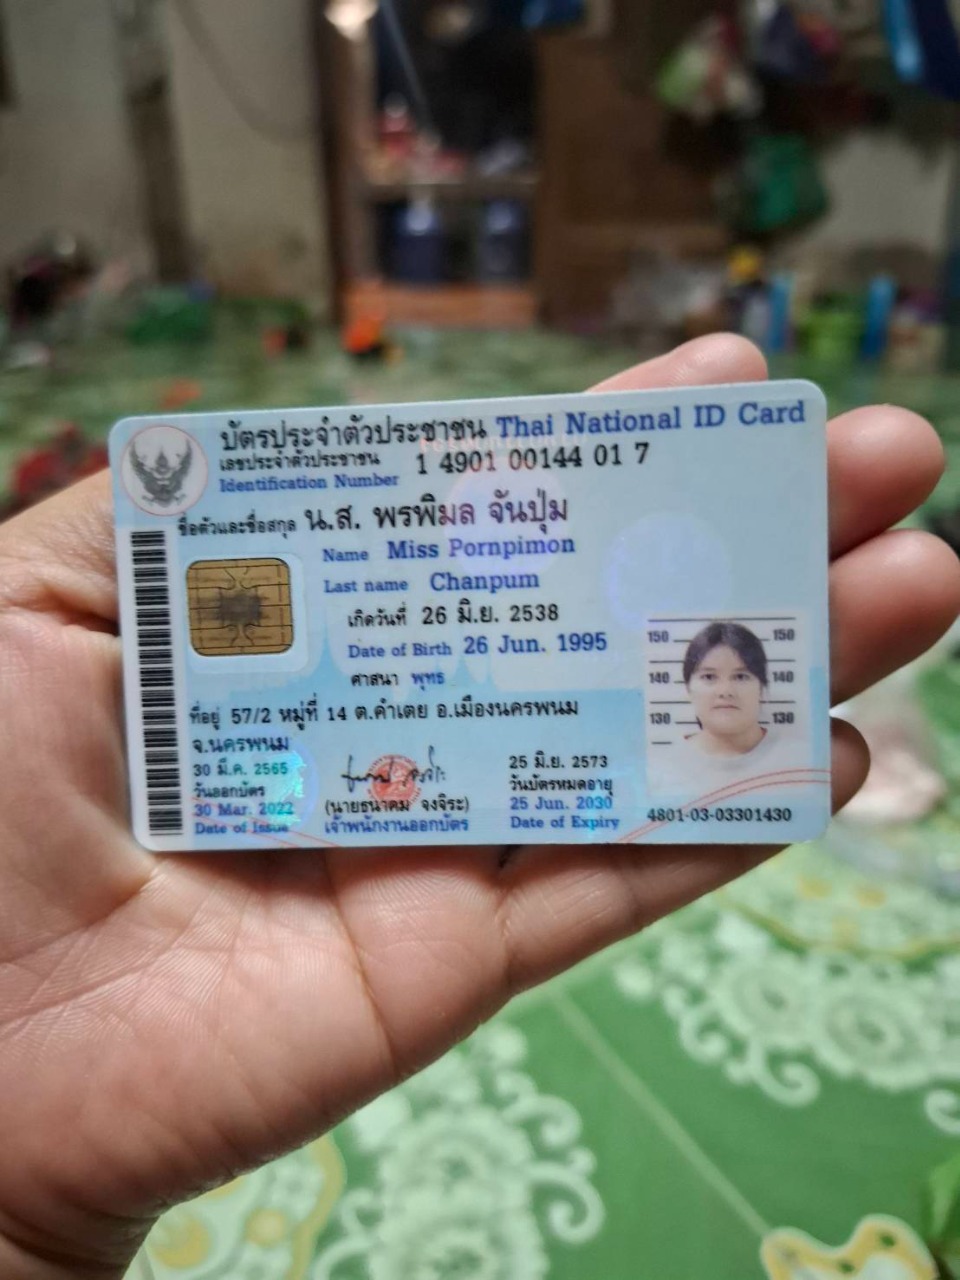 บัตรประจำตัวประชาชน Thai National ID Card
เลขประจำตัวประชาชน 1 4901 00144 01 7
Identification Number
ชื่อตัวและชื่อสกุล น.ส. พรพิมล จันปุ่ม
Name Miss Pornpimon
Last name Chanpum
เกิดวันที่ 26 มิ.ย. 2538
Date of Birth 26 Jun. 1995
ศาสนา พุทธ
ที่อยู่ 57/2 หมู่ที่ 14 ต.คำเตย อ.เมืองนครพนม
จ.นครพนม
30 มี.ค. 2565
วันออกบัตร
30 Mar. 2022
Date of Issue
(นายธนาคม จงจิระ)
เจ้าพนักงานออกบัตร
25 มิ.ย. 2573
วันบัตรหมดอายุ
25 Jun. 2030
Date of Expiry
150 150
140 140
130 130
4801-03-03301430